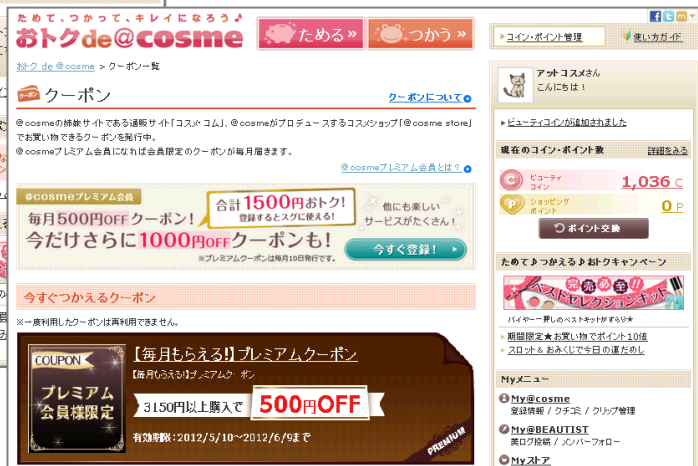 ためて、つかって、キレイになろう♪
おトクde@cosme
ためる»
つかう»
おトク de @cosme > クーポン一覧
クーポン
クーポンについて
@cosmeの姉妹サイトである通販サイト「コスメ・コム」、@cosmeがプロデュースするコスメショップ「@cosme store」
でお買い物できるクーポンを発行中。
@cosmeプレミアム会員になれば会員限定のクーポンが毎月届きます。
@cosmeプレミアム会員とは?
@cosmeプレミアム会員
毎月500円OFFクーポン!
合計1500円おトク!
登録するとスグに使える!
他にも楽しい
サービスがたくさん!
今だけさらに1000円OFFクーポンも!
※プレミアムクーポンは毎月10日発行です。
今すぐ登録!
今すぐつかえるクーポン
※一度利用したクーポンは再利用できません。
COUPON
プレミアム
会員様限定
【毎月もらえる!】プレミアムクーポン
【毎月もらえる!】プレミアムクーポン
3150円以上購入で
500円OFF
有効期限:2012/5/10~2012/6/9まで
PREMIUM
コイン・ポイント管理
使い方ガイド
アットコスメさん
こんにちは!
ビューティコインが追加されました
現在のコイン・ポイント数
詳細をみる
ビューティ
コイン
1,036 C
ショッピング
ポイント
0 P
ポイント交換
ためて♪つかえる♪おトクキャンペーン
完売必至!!
ベストセレクションキット
バイヤー一押しのベストキットがずらり★
期間限定★お買い物でポイント10倍
スロット&おみくじで今日の運だめし
Myメニュー
My@cosme
登録情報 / クチコミ / クリップ管理
My@BEAUTIST
美ログ投稿 / メンバーフォロー
Myストア